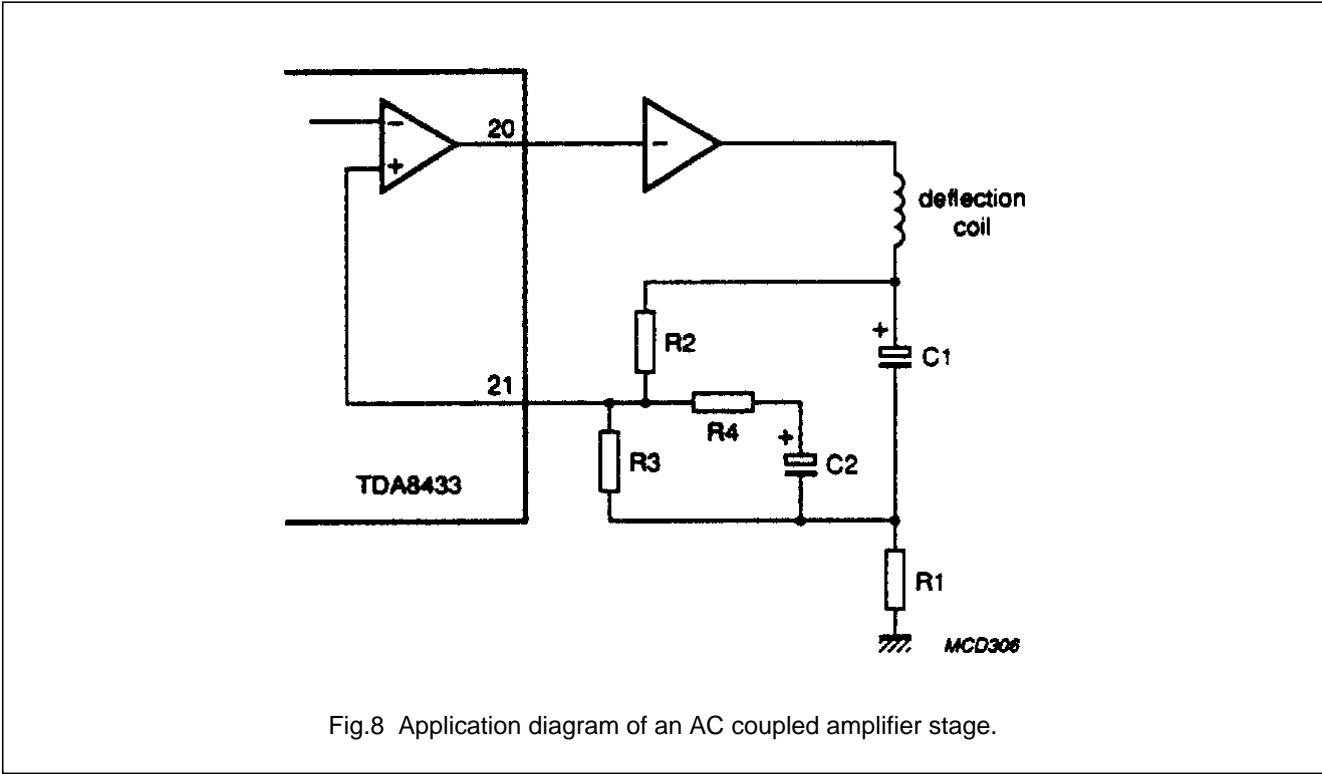 −
+
20
−
deflection
coil
+
R2
C1
21
R4
+
R3
C2
TDA8433
R1
MCD306
Fig.8 Application diagram of an AC coupled amplifier stage.